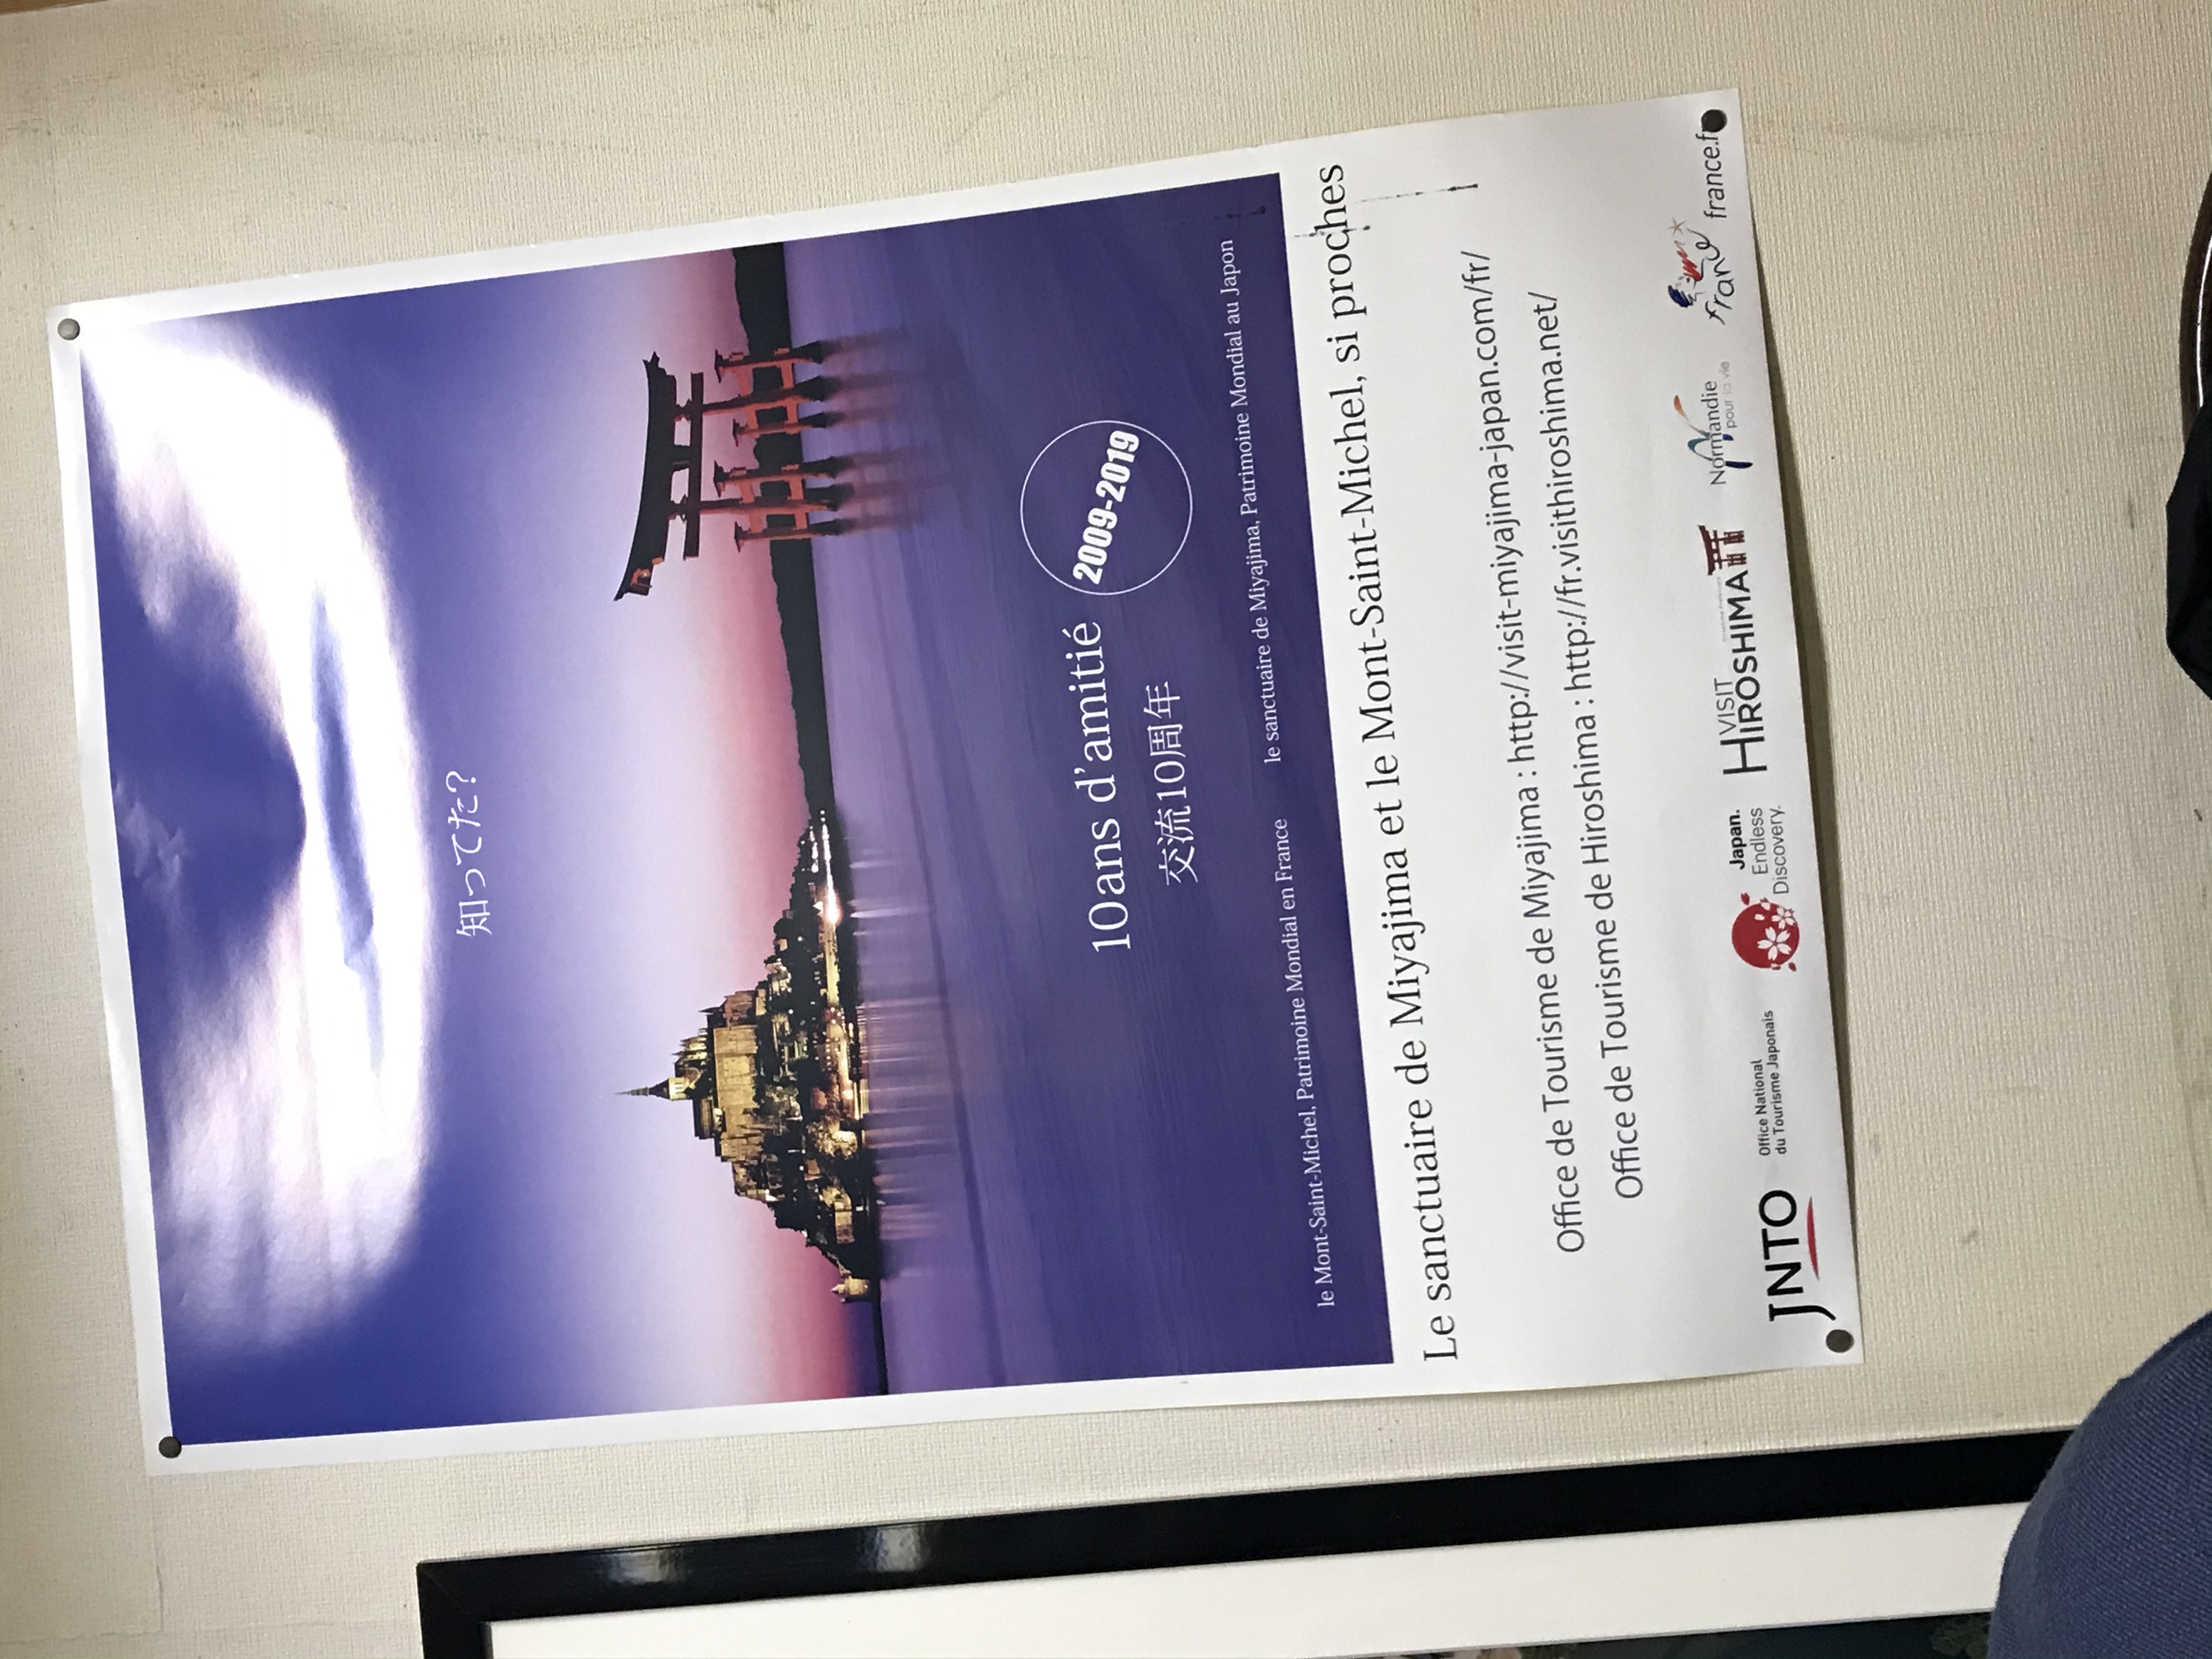 知ってた?
10ans d'amitié
2009-2019
交流10周年
le Mont-Saint-Michel, Patrimoine Mondial en France
le sanctuaire de Miyajima, Patrimoine Mondial au Japon
Le sanctuaire de Miyajima et le Mont-Saint-Michel, si proches
Office de Tourisme de Miyajima : http://visit-miyajima-japan.com/fr/
Office de Tourisme de Hiroshima : http://fr.visithiroshima.net/
JNTO
Office National
du Tourisme Japonais
Japan.
Endless
Discovery.
VISIT
HIROSHIMA
Normandie
pour la vie
france